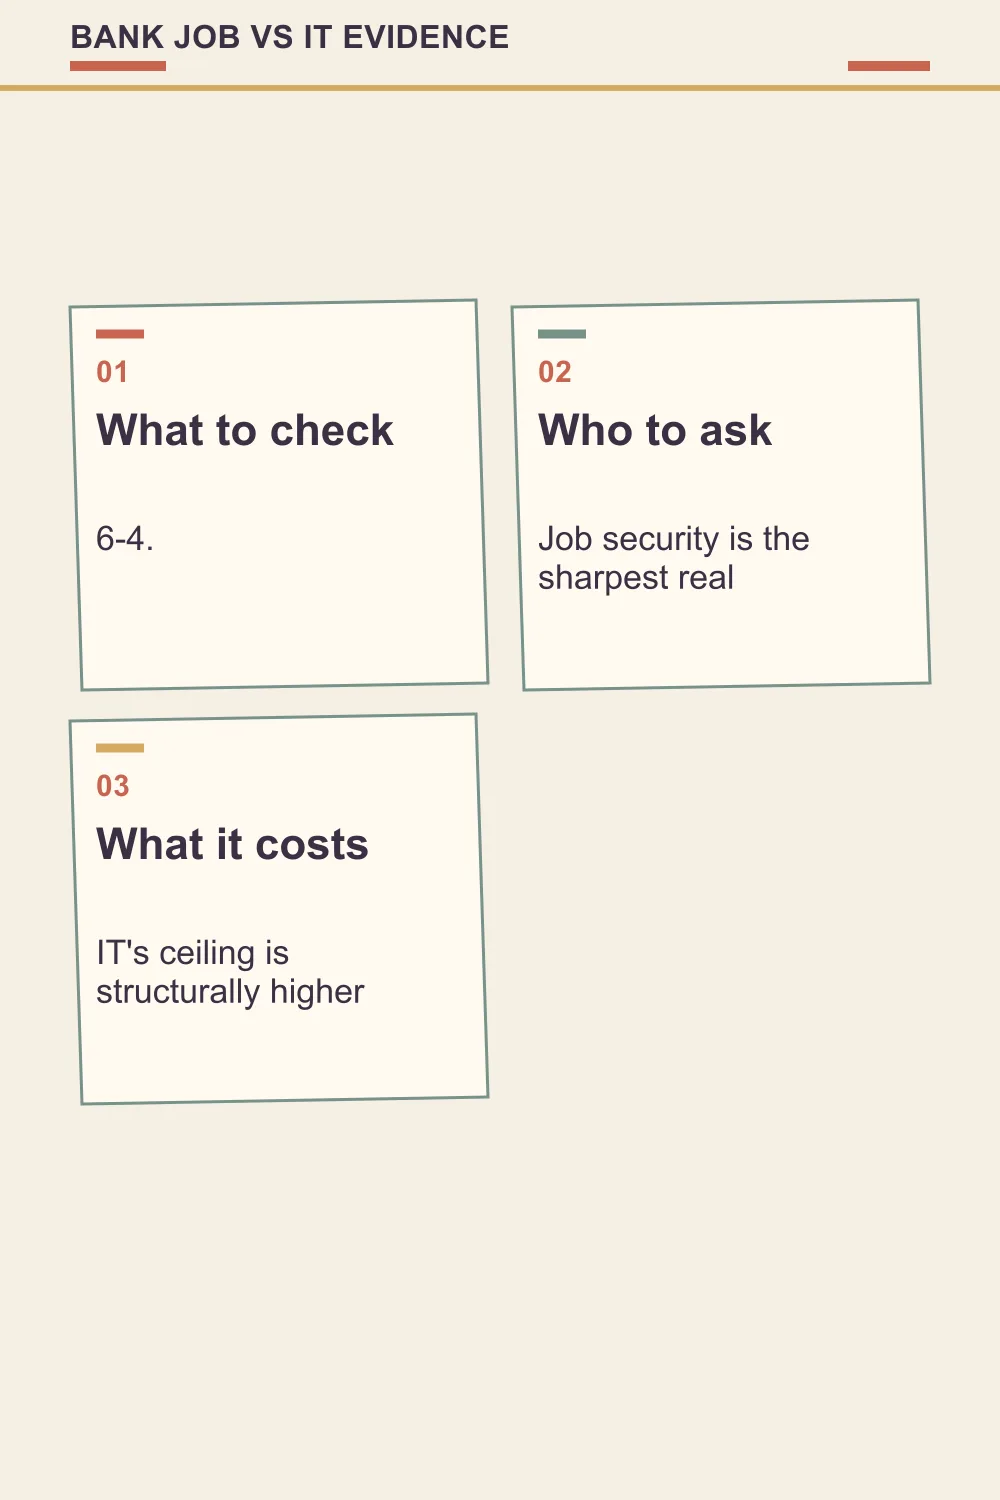 BANK JOB VS IT EVIDENCE
01
What to check
6-4.
02
Who to ask
Job security is the
sharpest real
03
What it costs
IT's ceiling is
structurally higher